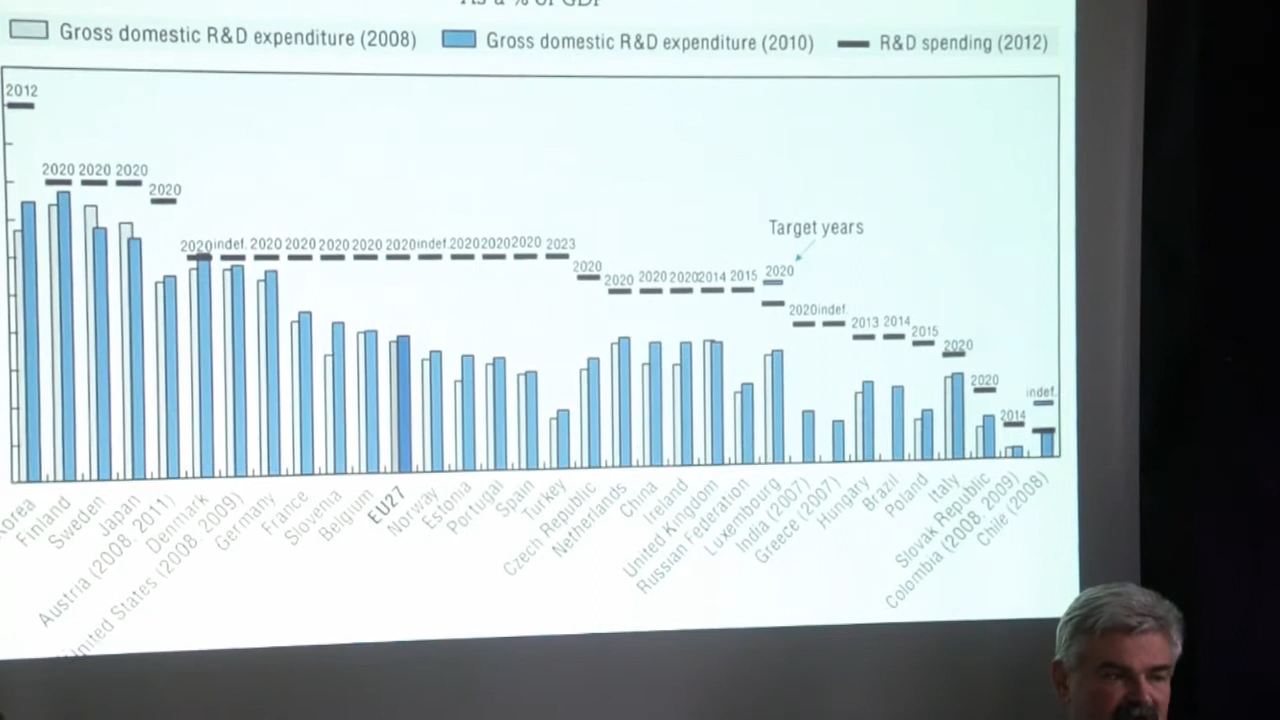 As a % of GDP
Gross domestic R&D expenditure (2008) Gross domestic R&D expenditure (2010) R&D spending (2012)
2012
2020 2020 2020
2020
Target years
2020 indef. 2020 2020 2020 2020 2020 indef. 2020 2020 2020 2023
2020
2020 2020 2020 2014 2015
2020
2020 indef.
2013 2014
2015
2020
2020
indef.
2014
Korea
Finland
Sweden
Japan
Austria (2008, 2011)
Denmark
United States (2008, 2009)
Germany
France
Slovenia
Belgium
EU27
Norway
Estonia
Portugal
Spain
Turkey
Czech Republic
Netherlands
China
Ireland
United Kingdom
Russian Federation
Luxembourg
India (2007)
Greece (2007)
Hungary
Brazil
Poland
Italy
Slovak Republic
Colombia (2008, 2009)
Chile (2008)